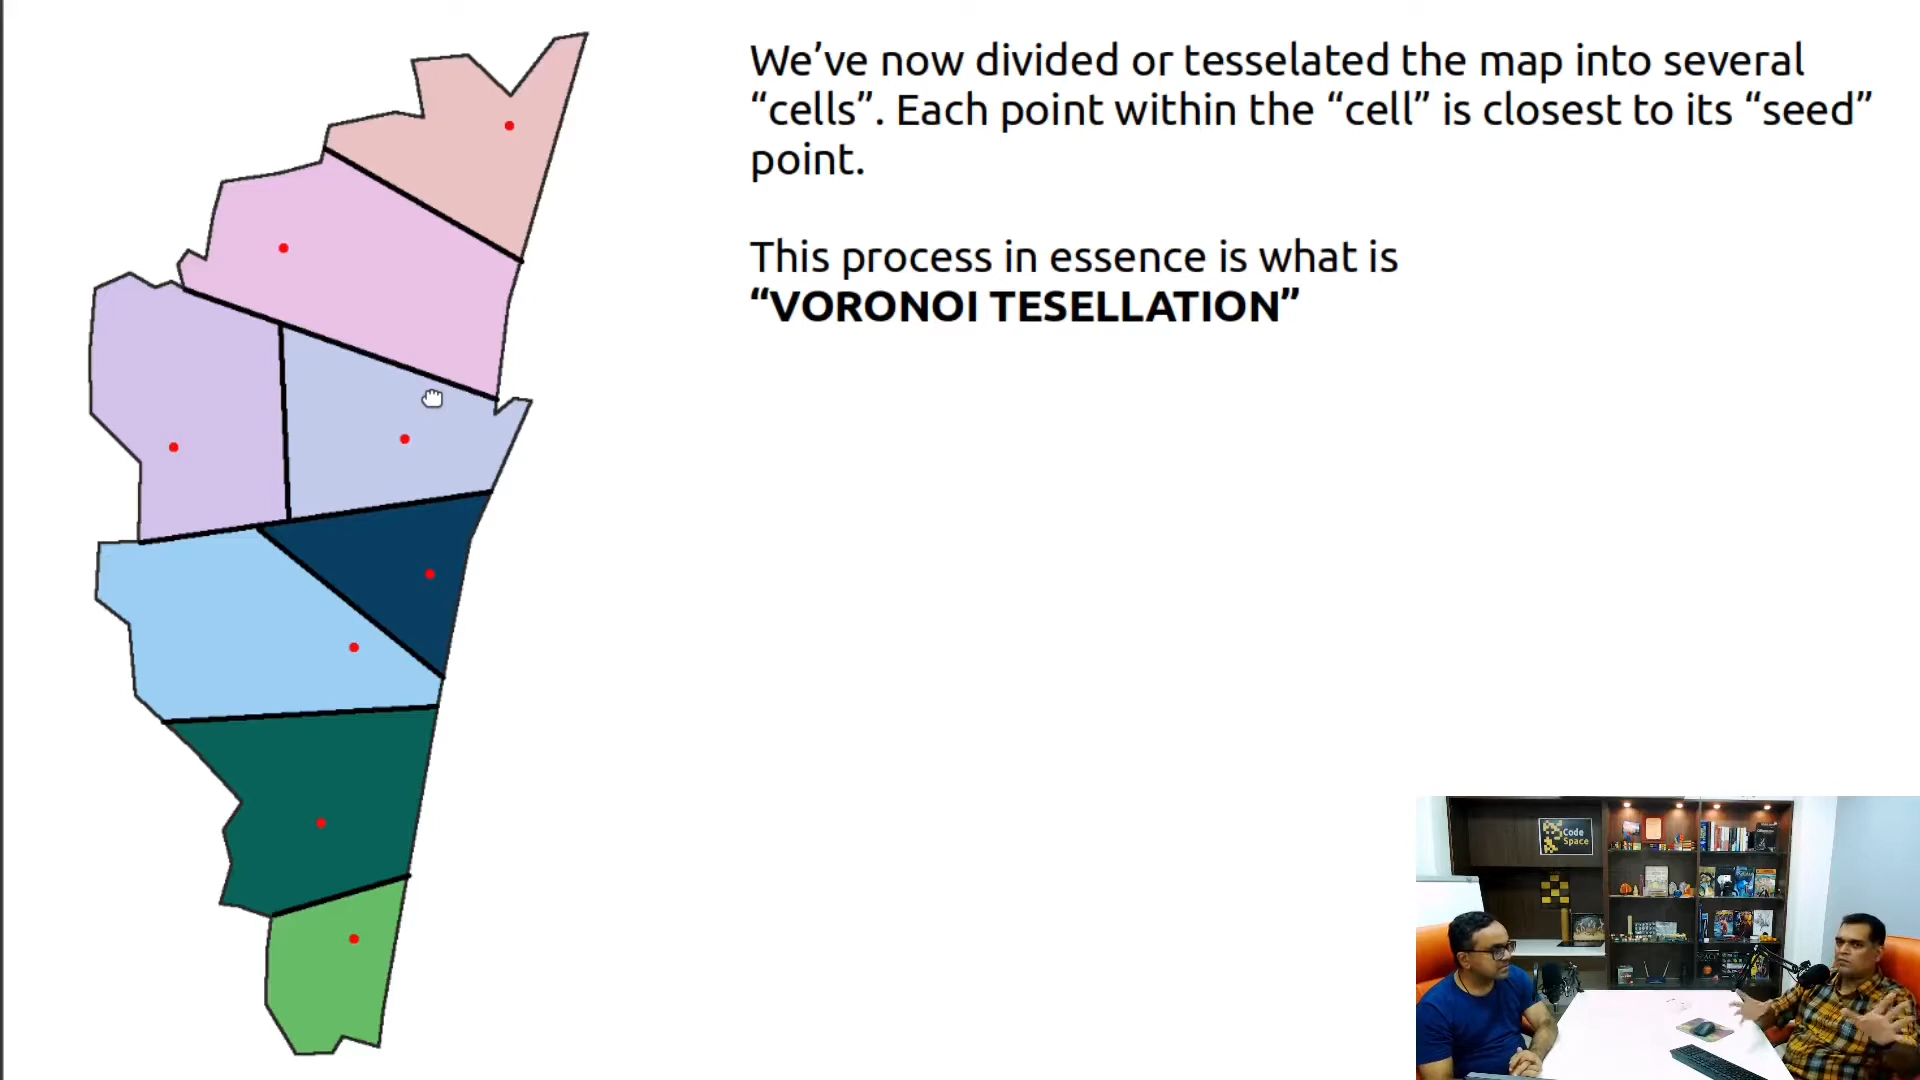 We’ve now divided or tesselated the map into several
“cells”. Each point within the “cell” is closest to its “seed”
point.
This process in essence is what is
“VORONOI TESELLATION”
Code
Space